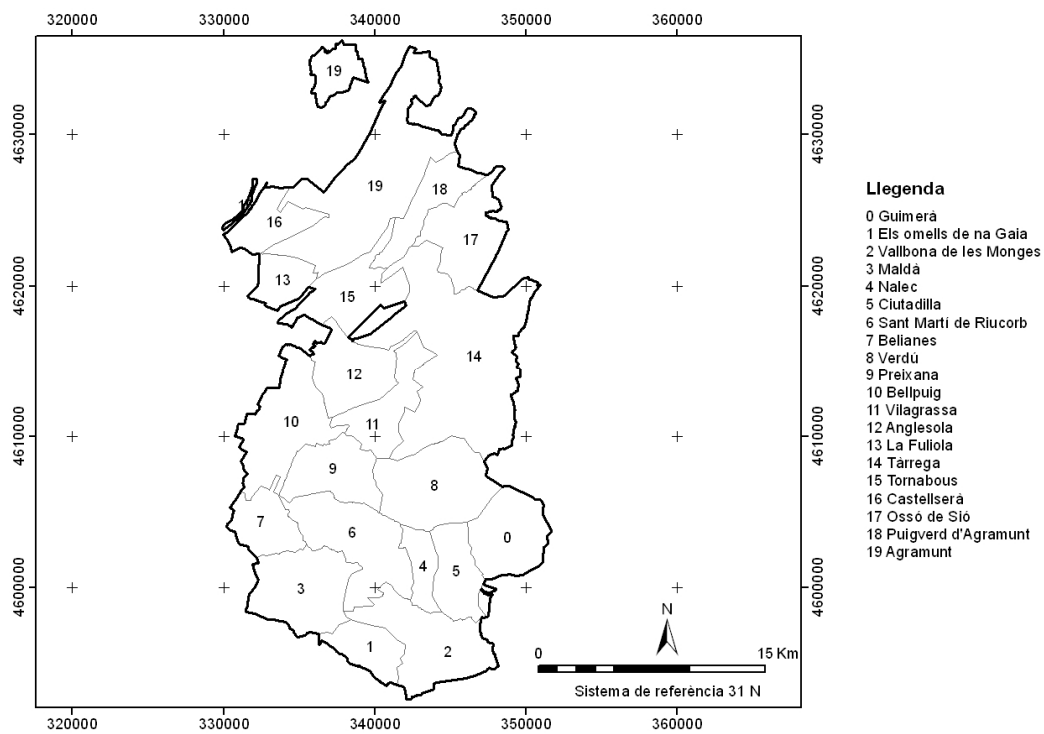 320000 330000 340000 350000 360000
4630000 4630000
4620000 4620000
4610000 4610000
4600000 4600000
19
19
18
16
17
13
15
14
12
10
11
9
8
7
6
0
4
5
3
1
2
N
0 15 Km
Sistema de referència 31 N
320000 330000 340000 350000 360000
Llegenda
0 Guimerà
1 Els omells de na Gaia
2 Vallbona de les Monges
3 Maldà
4 Nalec
5 Ciutadilla
6 Sant Martí de Riucorb
7 Belianes
8 Verdú
9 Preixana
10 Bellpuig
11 Vilagrassa
12 Anglesola
13 La Fuliola
14 Tàrrega
15 Tornabous
16 Castellserà
17 Ossó de Sió
18 Puigverd d'Agramunt
19 Agramunt